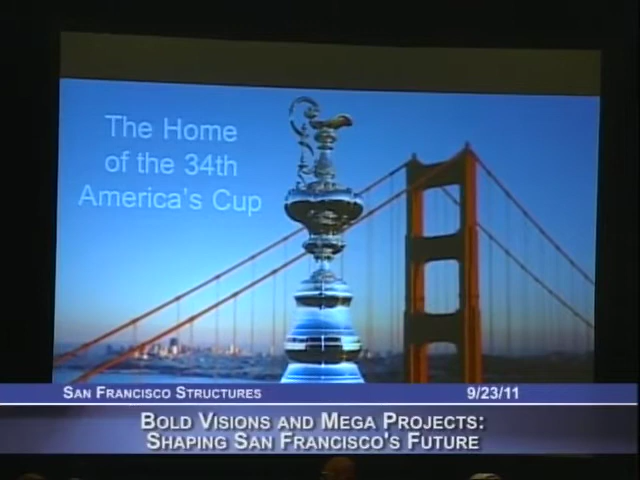 The Home
of the 34th
America's Cup
San Francisco Structures 9/23/11
Bold Visions and Mega Projects:
Shaping San Francisco's Future